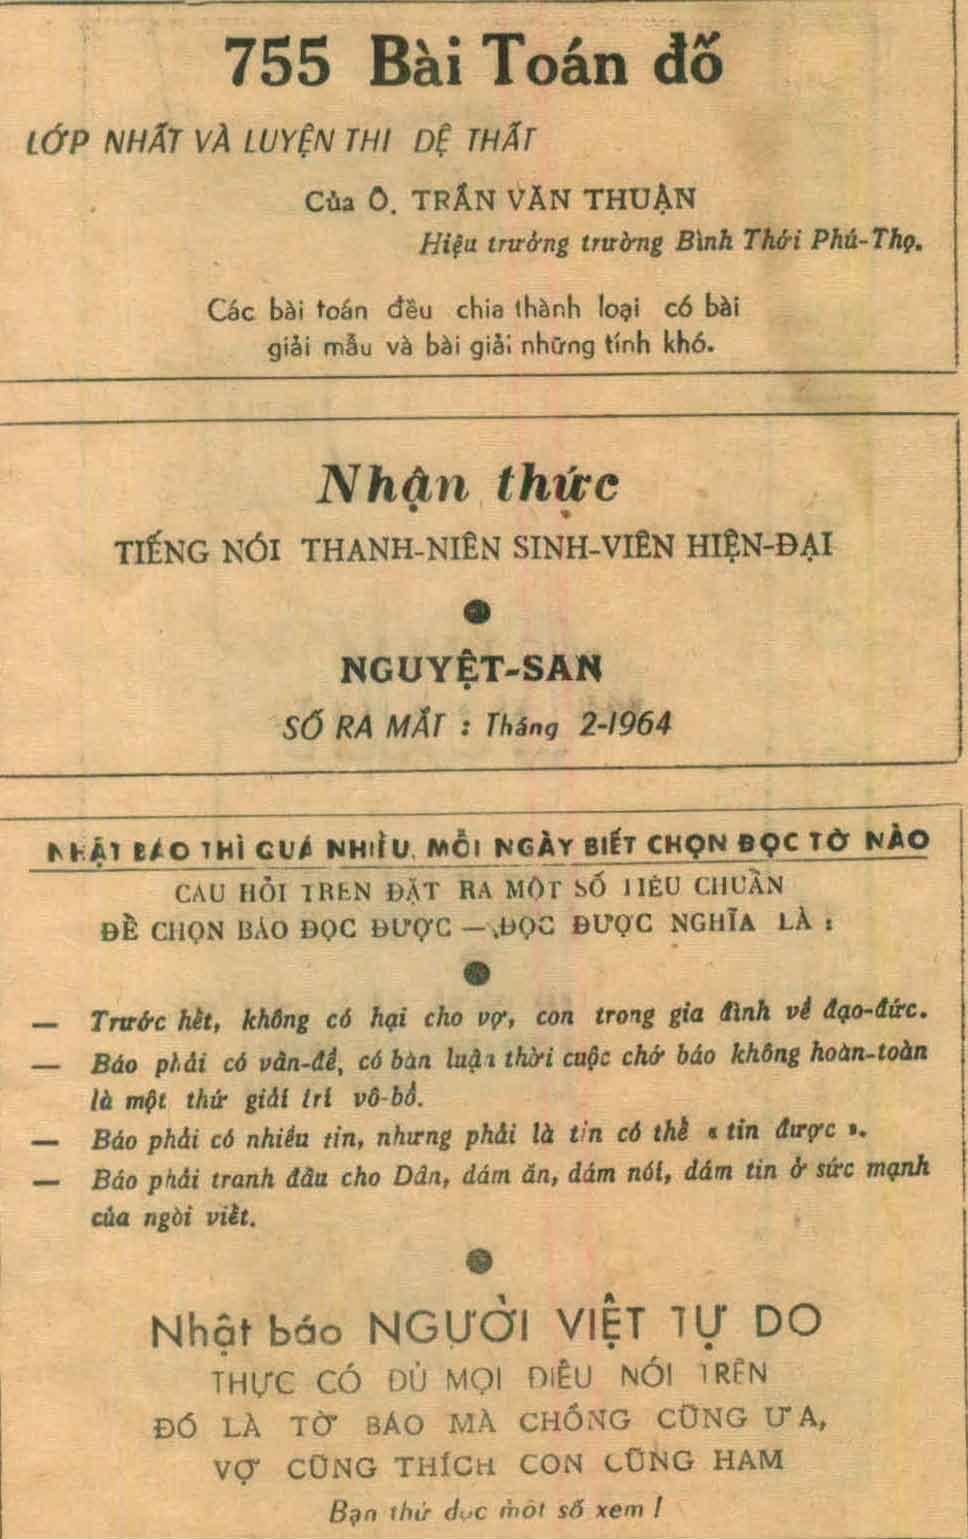 755 Bài Toán đố
LỚP NHẤT VÀ LUYỆN THI ĐỆ THẤT
Của Ô. TRẦN VĂN THUẬN
Hiệu trưởng trường Bình Thới Phú-Thọ.
Các bài toán đều chia thành loại có bài
giải mẫu và bài giải những tính khó.
Nhận thức
TIẾNG NÓI THANH-NIÊN SINH-VIÊN HIỆN-ĐẠI
NGUYỆT-SAN
SỐ RA MẮT : Tháng 2-1964
NHẬT BÁO THÌ QUÁ NHIỀU, MỖI NGÀY BIẾT CHỌN ĐỌC TỜ NÀO
CÂU HỎI TRÊN ĐẶT RA MỘT SỐ TIÊU CHUẨN
ĐỀ CHỌN BÁO ĐỌC ĐƯỢC — ĐỌC ĐƯỢC NGHĨA LÀ :
— Trước hết, không có hại cho vợ, con trong gia đình về đạo-đức.
— Báo phải có vấn-đề, có bàn luận thời cuộc chớ báo không hoàn-toàn
là một thứ giải trí vô-bổ.
— Báo phải có nhiều tin, nhưng phải là tin có thể « tin được ».
— Báo phải tranh đấu cho Dân, dám ăn, dám nói, dám tin ở sức mạnh
của ngòi viết.
Nhật báo NGƯỜI VIỆT TỰ DO
THỰC CÓ ĐỦ MỌI ĐIỀU NÓI TRÊN
ĐÓ LÀ TỜ BÁO MÀ CHỒNG CŨNG ƯA,
VỢ CŨNG THÍCH CON CŨNG HAM
Bạn thử đọc một số xem !